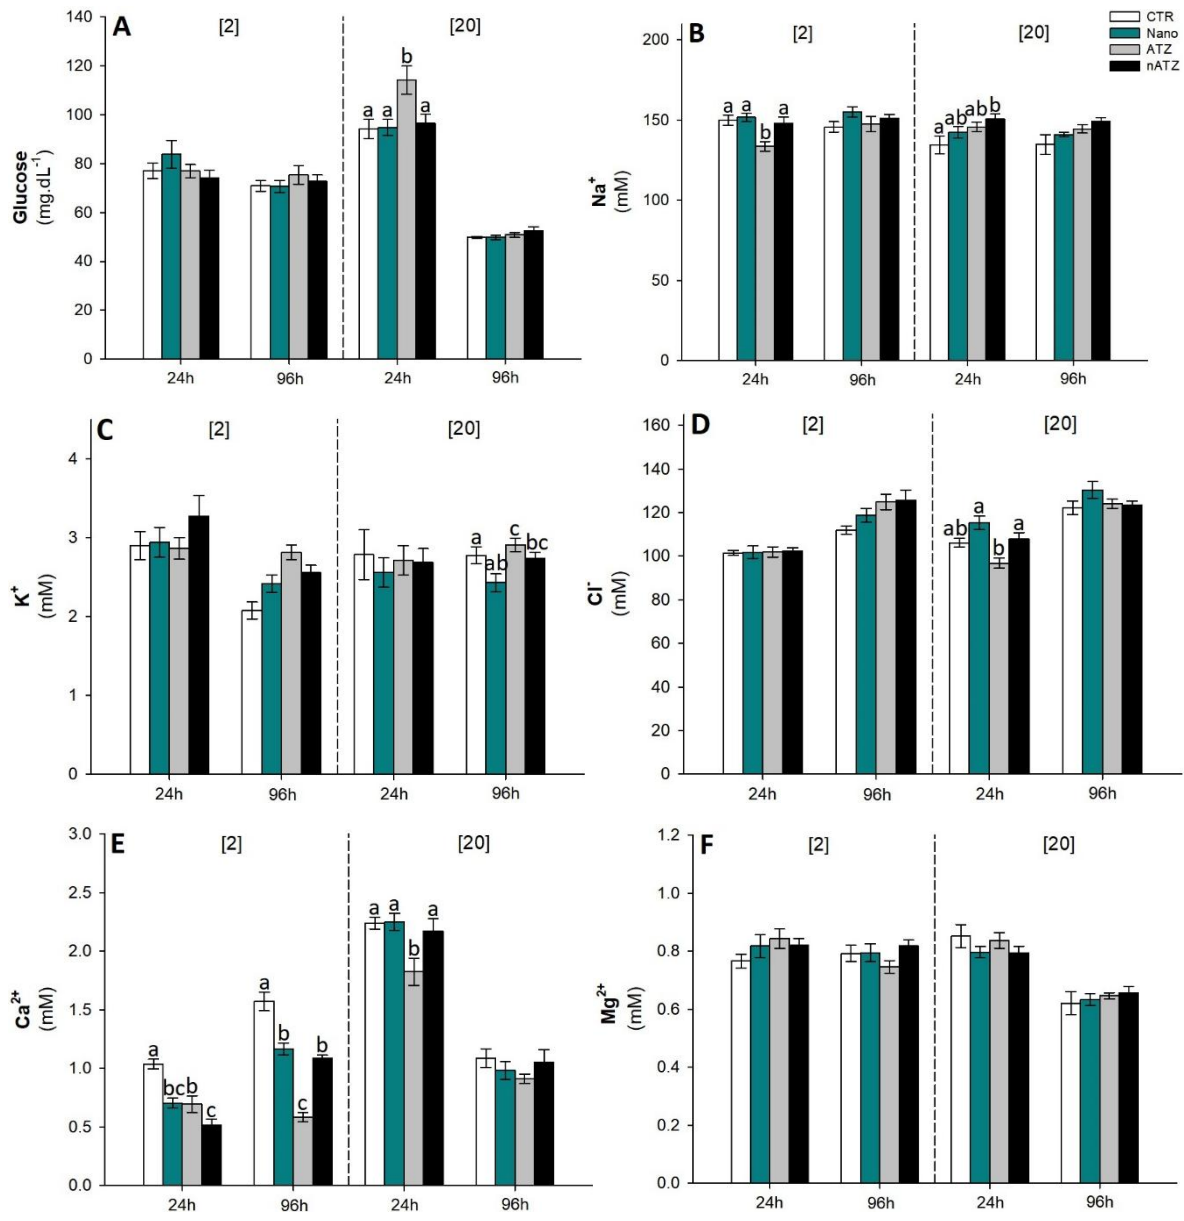 A
[2]
[20]
140
120
100
80
60
40
20
0
Glucose
(mg.dL⁻¹)
a a b a
24h
96h
24h
96h
B
[2]
[20]
CTR
Nano
ATZ
nATZ
200
150
100
50
0
Na⁺
(mM)
a a b a
a ab ab b
24h
96h
24h
96h
C
[2]
[20]
4
3
2
1
0
K⁺
(mM)
a ab c bc
24h
96h
24h
96h
D
[2]
[20]
160
140
120
100
80
60
40
20
0
Cl⁻
(mM)
ab a b a
24h
96h
24h
96h
E
[2]
[20]
3.0
2.5
2.0
1.5
1.0
0.5
0.0
Ca²⁺
(mM)
a bc b c
a b c b
a a b a
24h
96h
24h
96h
F
[2]
[20]
1.2
1.0
0.8
0.6
0.4
0.2
0.0
Mg²⁺
(mM)
24h
96h
24h
96h